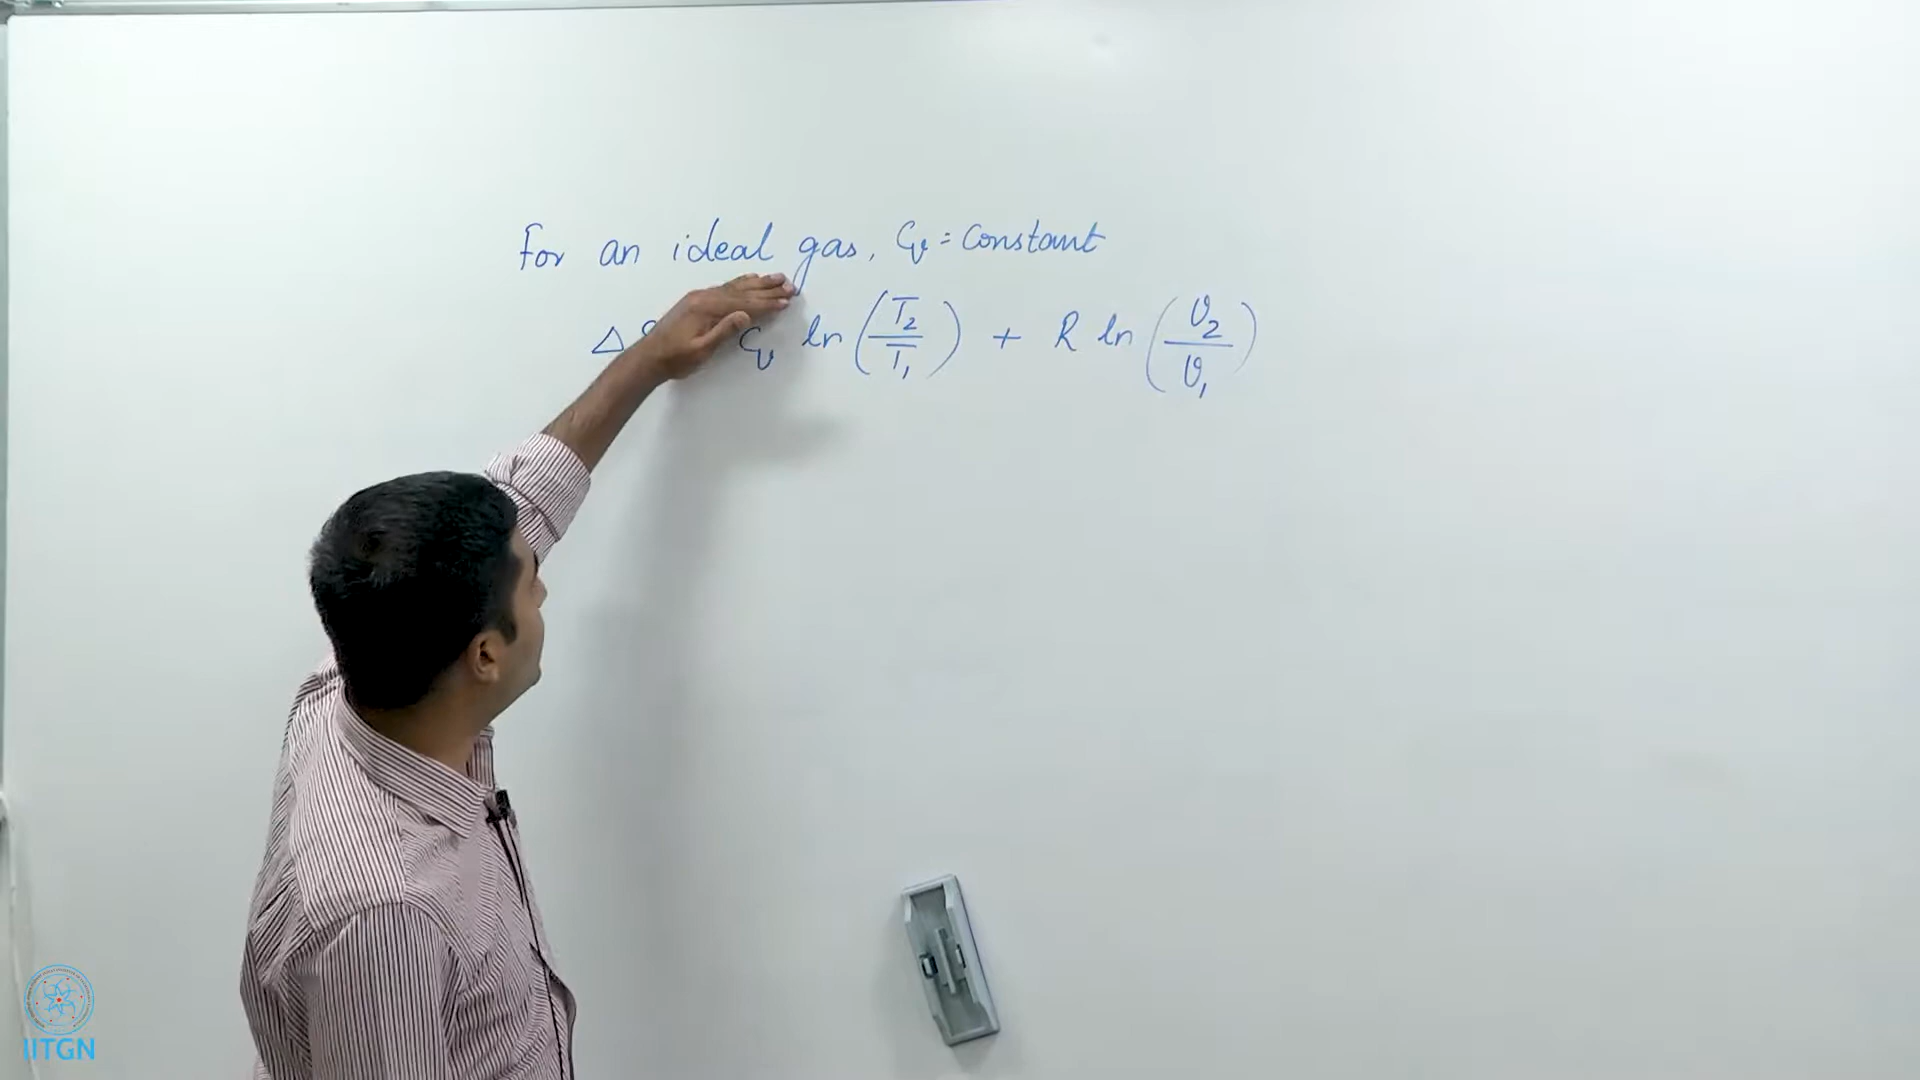 For an ideal gas, Cv = Constant
Δ Cv ln (T2/T1) + R ln (v2/v1)
IITGN